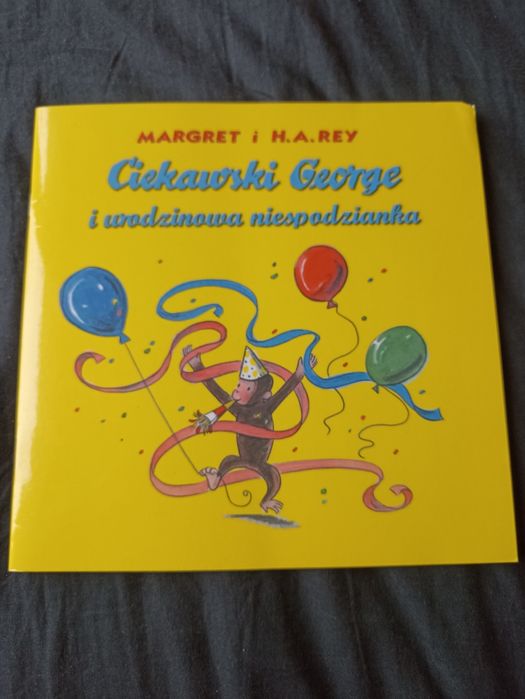 MARGRET i H.A.REY
Ciekawski George
i urodzinowa niespodzianka